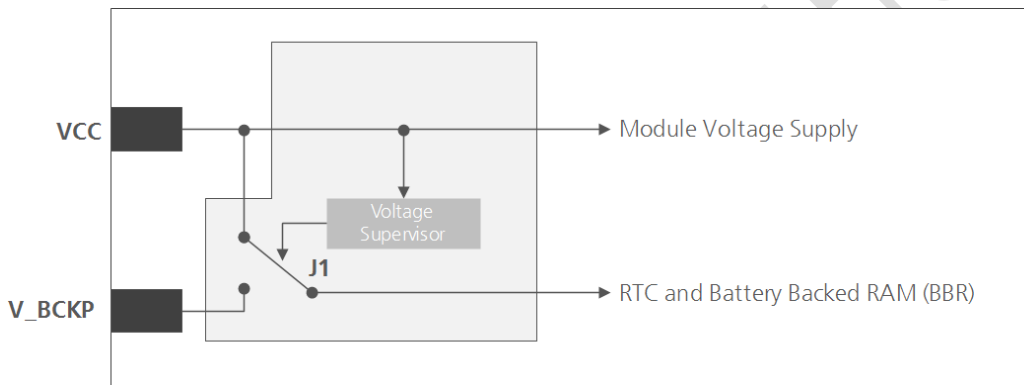 VCC
Module Voltage Supply
Voltage
Supervisor
J1
V_BCKP
RTC and Battery Backed RAM (BBR)